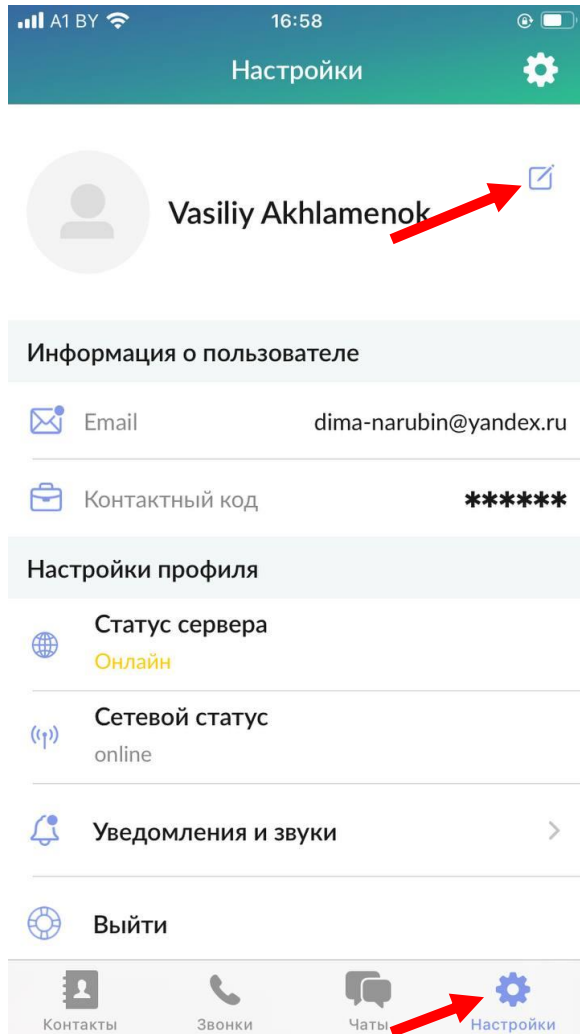 A1 BY 16:58
Настройки
Vasiliy Akhlamenok
Информация о пользователе
Email dima-narubin@yandex.ru
Контактный код ******
Настройки профиля
Статус сервера
Онлайн
Сетевой статус
online
Уведомления и звуки
Выйти
Контакты Звонки Чаты Настройки